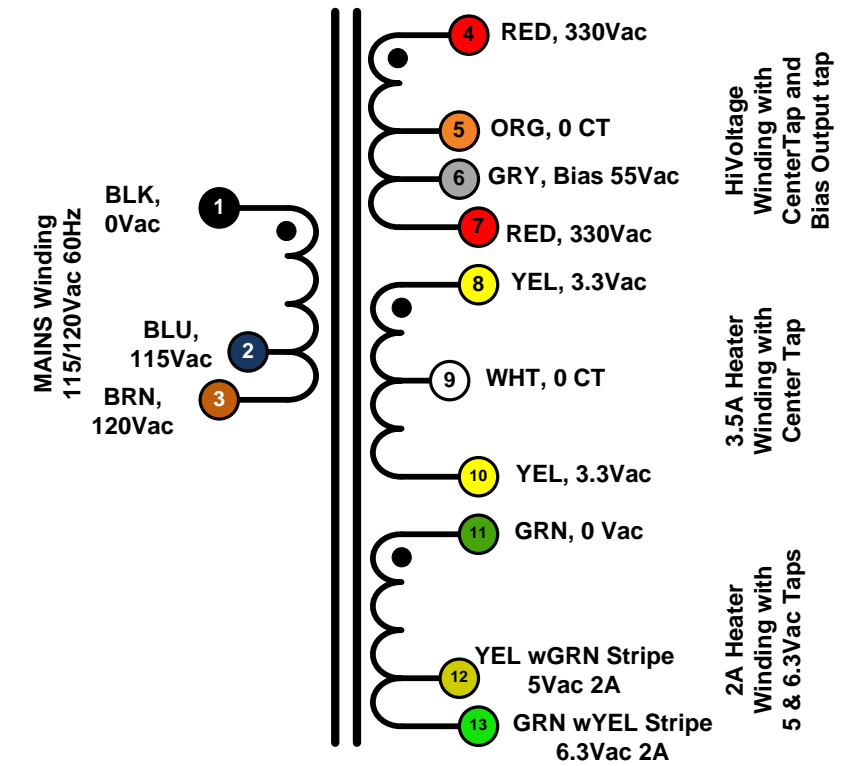 MAINS Winding
115/120Vac 60Hz
BLK,
0Vac
1
BLU,
115Vac
2
BRN,
120Vac
3
4
RED, 330Vac
5
ORG, 0 CT
6
GRY, Bias 55Vac
7
RED, 330Vac
HiVoltage
Winding with
CenterTap and
Bias Output tap
8
YEL, 3.3Vac
9
WHT, 0 CT
10
YEL, 3.3Vac
3.5A Heater
Winding with
Center Tap
11
GRN, 0 Vac
12
YEL wGRN Stripe
5Vac 2A
13
GRN wYEL Stripe
6.3Vac 2A
2A Heater
Winding with
5 & 6.3Vac Taps